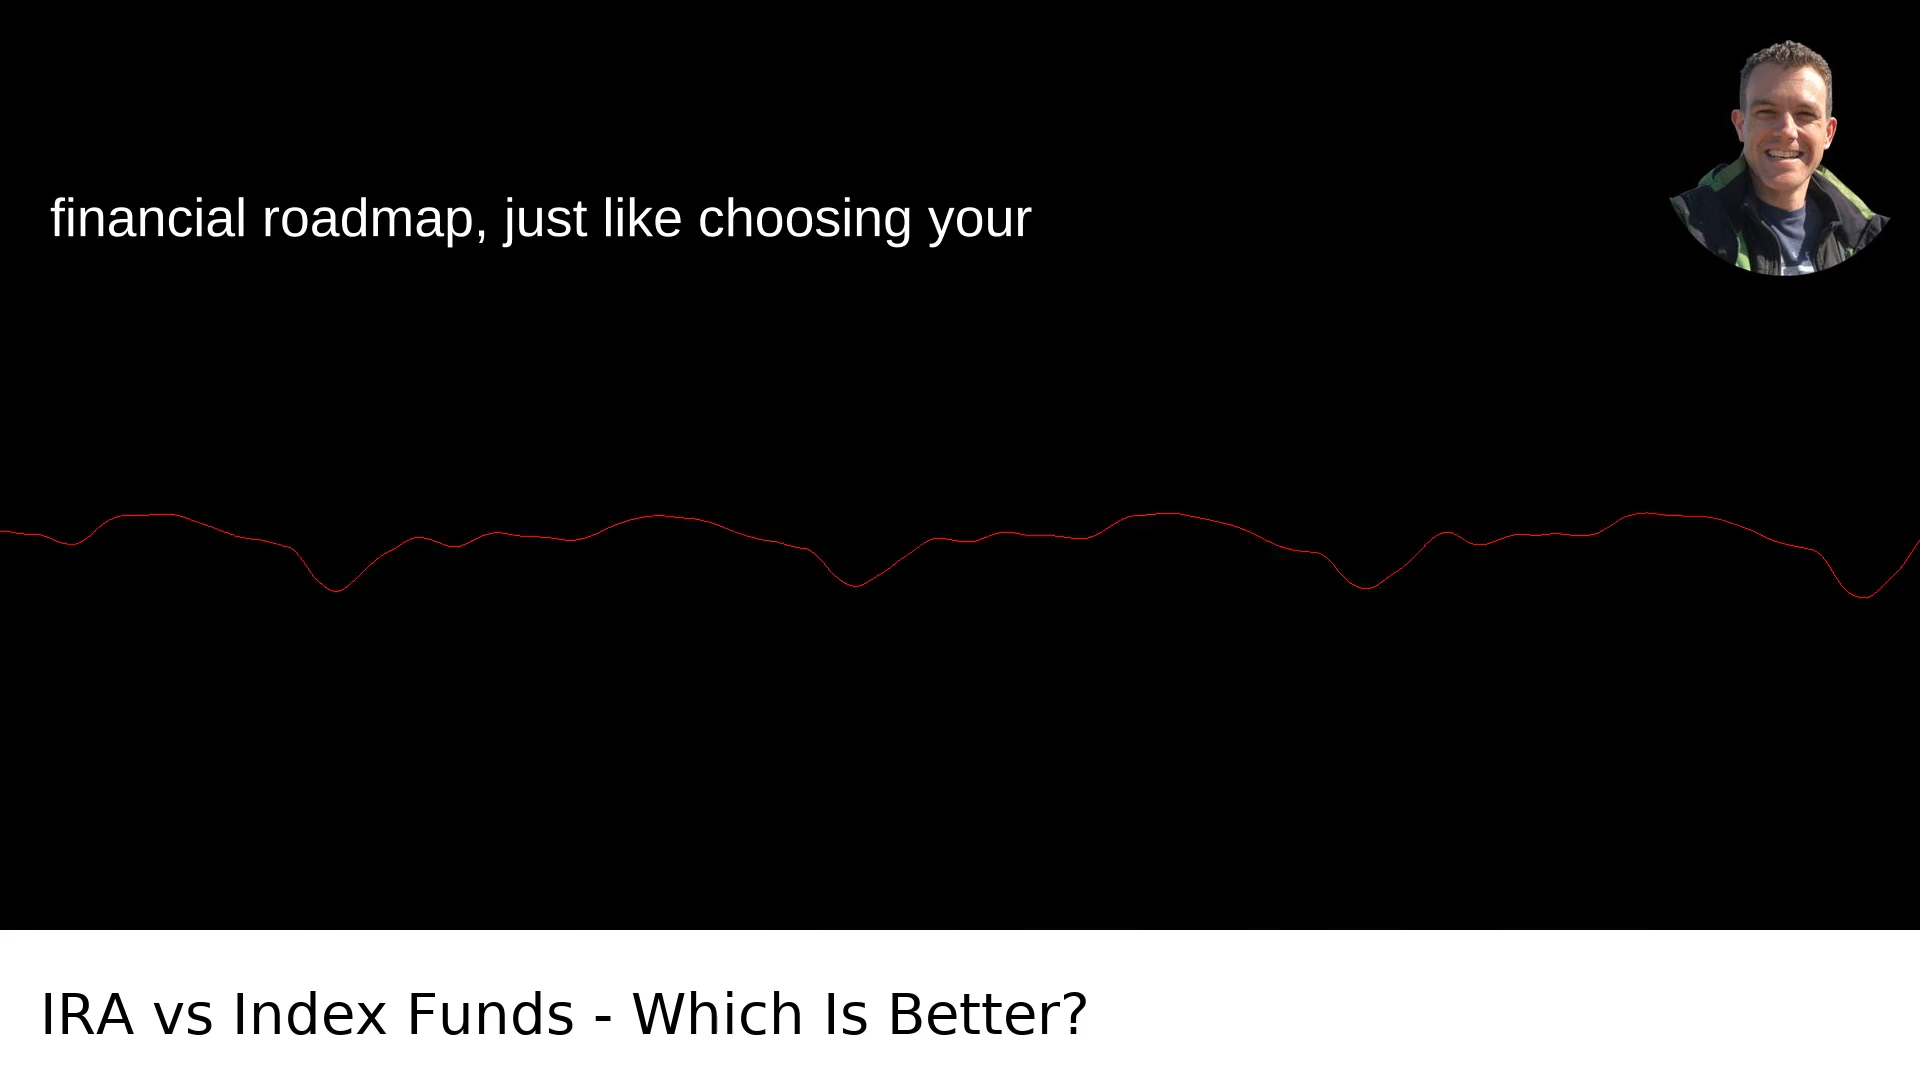 financial roadmap, just like choosing your
IRA vs Index Funds - Which Is Better?